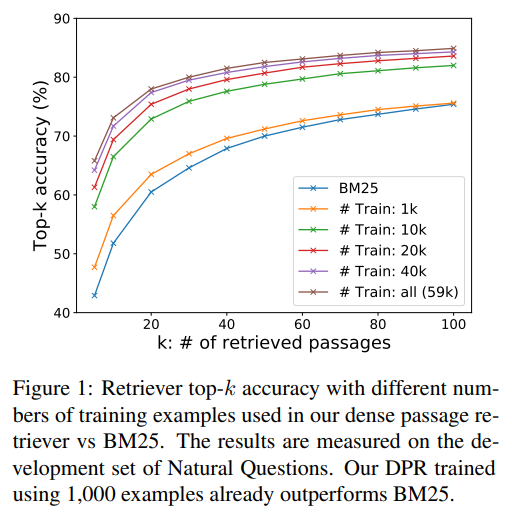 90
80
70
60
50
40
Top-k accuracy (%)
BM25
# Train: 1k
# Train: 10k
# Train: 20k
# Train: 40k
# Train: all (59k)
20 40 60 80 100
k: # of retrieved passages
Figure 1: Retriever top-k accuracy with different num-
bers of training examples used in our dense passage re-
triever vs BM25. The results are measured on the de-
velopment set of Natural Questions. Our DPR trained
using 1,000 examples already outperforms BM25.